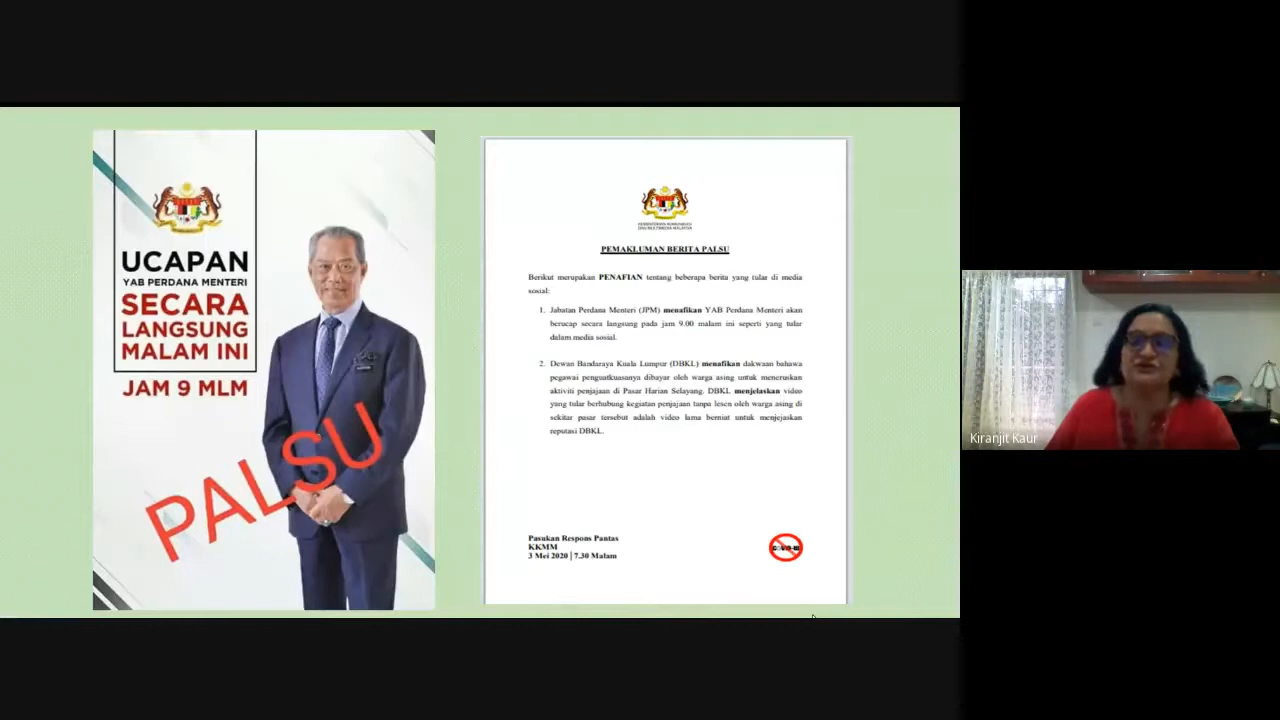 UCAPAN
YAB PERDANA MENTERI
SECARA
LANGSUNG
MALAM INI
JAM 9 MLM
PALSU
KEMENTERIAN KOMUNIKASI
DAN MULTIMEDIA MALAYSIA
PEMAKLUMAN BERITA PALSU
Berikut merupakan PENAFIAN tentang beberapa berita yang tular di media
sosial:
1. Jabatan Perdana Menteri (JPM) menafikan YAB Perdana Menteri akan
berucap secara langsung pada jam 9.00 malam ini seperti yang tular
dalam media sosial.
2. Dewan Bandaraya Kuala Lumpur (DBKL) menafikan dakwaan bahawa
pegawai penguatkuasanya dibayar oleh warga asing untuk meneruskan
aktiviti penjajaan di Pasar Harian Selayang. DBKL menjelaskan video
yang tular berhubung kegiatan penjajaan tanpa lesen oleh warga asing di
sekitar pasar tersebut adalah video lama berniat untuk menjejaskan
reputasi DBKL.
Pasukan Respons Pantas
KKMM
3 Mei 2020 | 7.30 Malam
Kiranjit Kaur